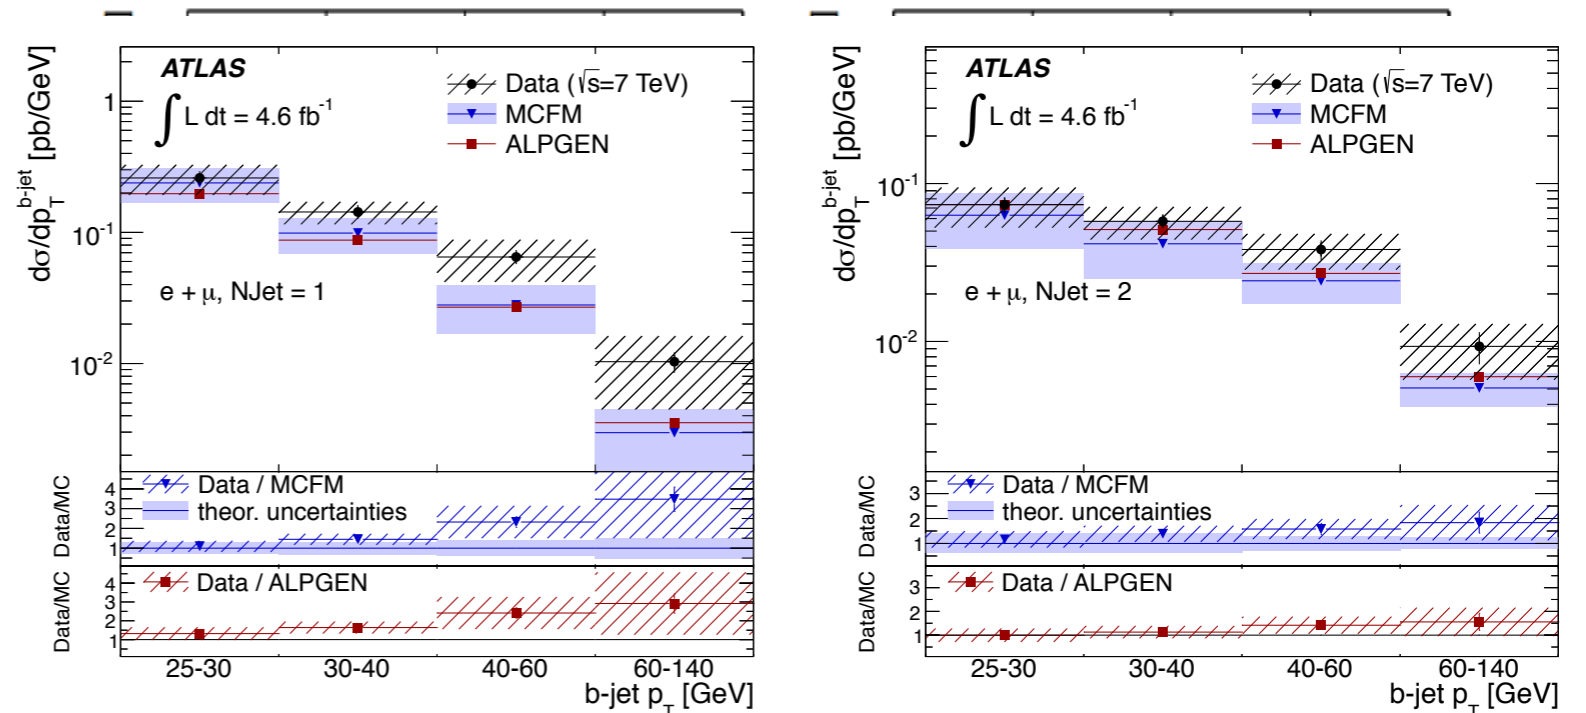 ATLAS
∫ L dt = 4.6 fb⁻¹
Data (√s=7 TeV)
MCFM
ALPGEN
e + μ, NJet = 1
dσ/dp_T^b-jet [pb/GeV]
1
10⁻¹
10⁻²
Data / MCFM
theor. uncertainties
Data/MC
4
3
2
1
Data / ALPGEN
Data/MC
4
3
2
1
25-30 30-40 40-60 60-140
b-jet p_T [GeV]
ATLAS
∫ L dt = 4.6 fb⁻¹
Data (√s=7 TeV)
MCFM
ALPGEN
e + μ, NJet = 2
dσ/dp_T^b-jet [pb/GeV]
10⁻¹
10⁻²
Data / MCFM
theor. uncertainties
Data/MC
3
2
1
Data / ALPGEN
Data/MC
3
2
1
25-30 30-40 40-60 60-140
b-jet p_T [GeV]